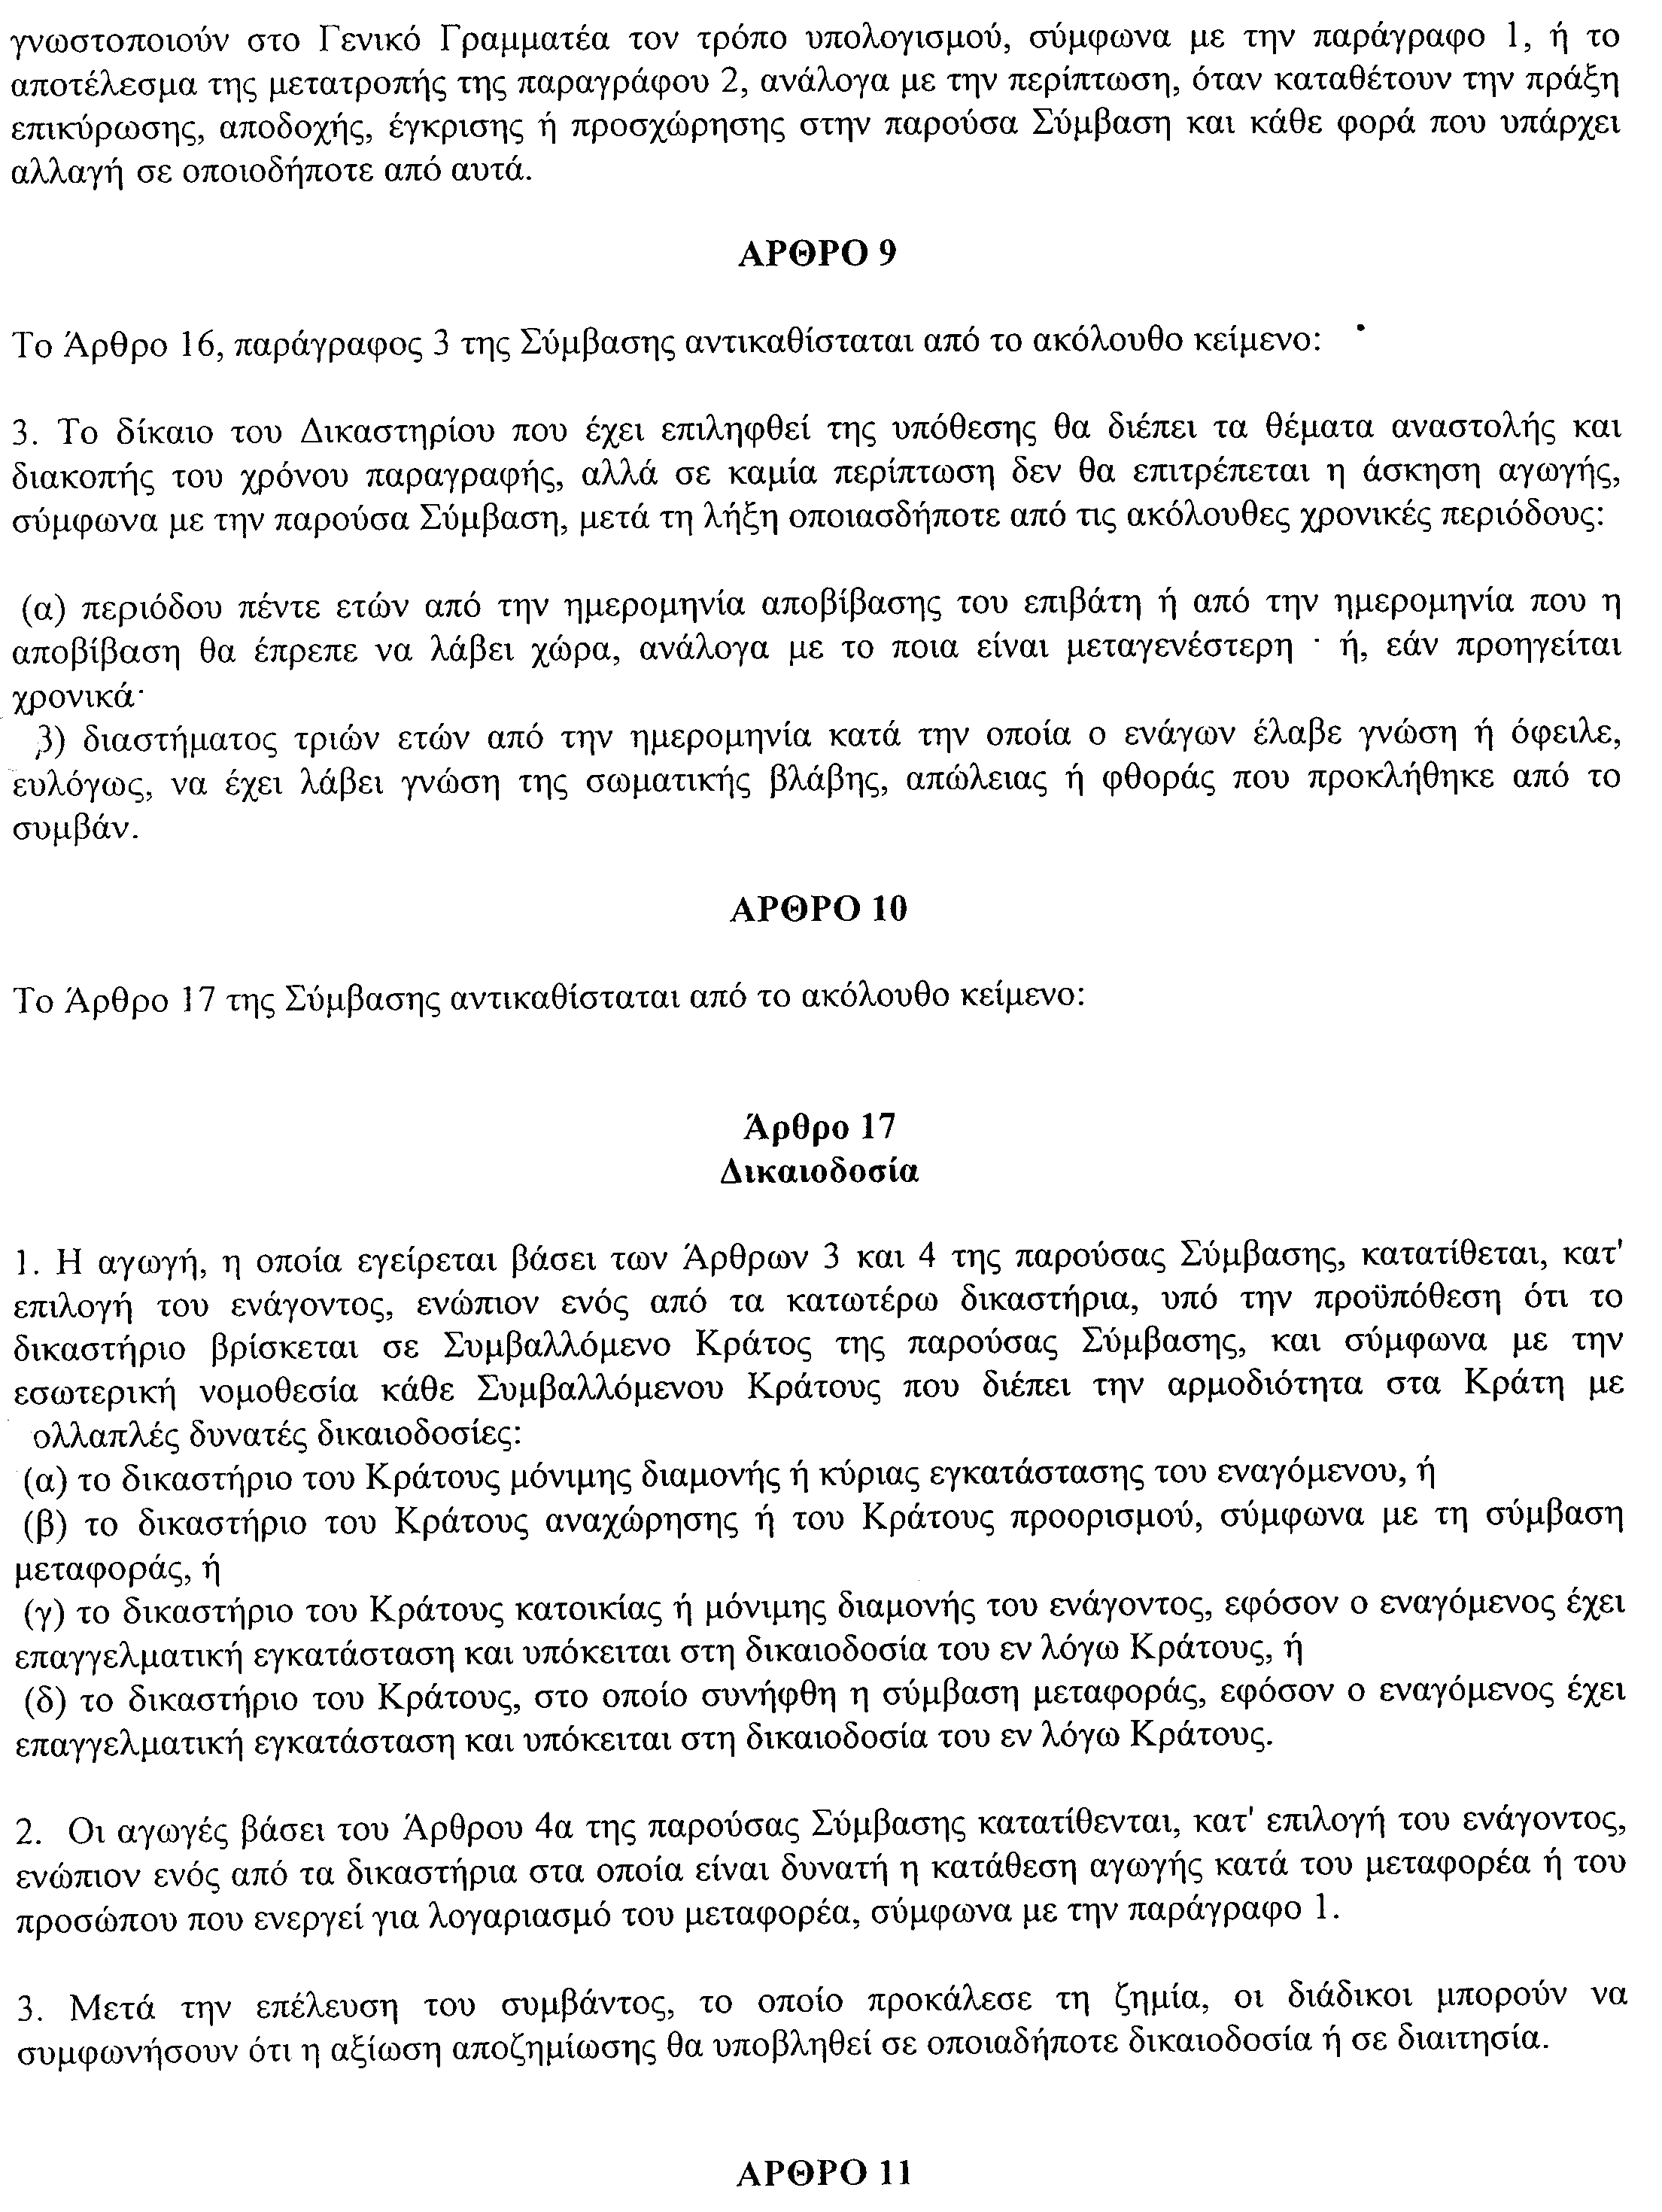 γνωστοποιούν στο Γενικό Γραμματέα τον τρόπο υπολογισμού, σύμφωνα με την παράγραφο 1, ή το
αποτέλεσμα της μετατροπής της παραγράφου 2, ανάλογα με την περίπτωση, όταν καταθέτουν την πράξη
επικύρωσης, αποδοχής, έγκρισης ή προσχώρησης στην παρούσα Σύμβαση και κάθε φορά που υπάρχει
αλλαγή σε οποιοδήποτε από αυτά.
ΑΡΘΡΟ 9
Το Άρθρο 16, παράγραφος 3 της Σύμβασης αντικαθίσταται από το ακόλουθο κείμενο:
3. Το δίκαιο του Δικαστηρίου που έχει επιληφθεί της υπόθεσης θα διέπει τα θέματα αναστολής και
διακοπής του χρόνου παραγραφής, αλλά σε καμία περίπτωση δεν θα επιτρέπεται η άσκηση αγωγής,
σύμφωνα με την παρούσα Σύμβαση, μετά τη λήξη οποιασδήποτε από τις ακόλουθες χρονικές περιόδους:
(α) περιόδου πέντε ετών από την ημερομηνία αποβίβασης του επιβάτη ή από την ημερομηνία που η
αποβίβαση θα έπρεπε να λάβει χώρα, ανάλογα με το ποια είναι μεταγενέστερη · ή, εάν προηγείται
χρονικά·
β) διαστήματος τριών ετών από την ημερομηνία κατά την οποία ο ενάγων έλαβε γνώση ή όφειλε,
ευλόγως, να έχει λάβει γνώση της σωματικής βλάβης, απώλειας ή φθοράς που προκλήθηκε από το
συμβάν.
ΑΡΘΡΟ 10
Το Άρθρο 17 της Σύμβασης αντικαθίσταται από το ακόλουθο κείμενο:
Άρθρο 17
Δικαιοδοσία
1. Η αγωγή, η οποία εγείρεται βάσει των Άρθρων 3 και 4 της παρούσας Σύμβασης, κατατίθεται, κατ'
επιλογή του ενάγοντος, ενώπιον ενός από τα κατωτέρω δικαστήρια, υπό την προϋπόθεση ότι το
δικαστήριο βρίσκεται σε Συμβαλλόμενο Κράτος της παρούσας Σύμβασης, και σύμφωνα με την
εσωτερική νομοθεσία κάθε Συμβαλλόμενου Κράτους που διέπει την αρμοδιότητα στα Κράτη με
ολλαπλές δυνατές δικαιοδοσίες:
(α) το δικαστήριο του Κράτους μόνιμης διαμονής ή κύριας εγκατάστασης του εναγόμενου, ή
(β) το δικαστήριο του Κράτους αναχώρησης ή του Κράτους προορισμού, σύμφωνα με τη σύμβαση
μεταφοράς, ή
(γ) το δικαστήριο του Κράτους κατοικίας ή μόνιμης διαμονής του ενάγοντος, εφόσον ο εναγόμενος έχει
επαγγελματική εγκατάσταση και υπόκειται στη δικαιοδοσία του εν λόγω Κράτους, ή
(δ) το δικαστήριο του Κράτους, στο οποίο συνήφθη η σύμβαση μεταφοράς, εφόσον ο εναγόμενος έχει
επαγγελματική εγκατάσταση και υπόκειται στη δικαιοδοσία του εν λόγω Κράτους.
2. Οι αγωγές βάσει του Άρθρου 4α της παρούσας Σύμβασης κατατίθενται, κατ' επιλογή του ενάγοντος,
ενώπιον ενός από τα δικαστήρια στα οποία είναι δυνατή η κατάθεση αγωγής κατά του μεταφορέα ή του
προσώπου που ενεργεί για λογαριασμό του μεταφορέα, σύμφωνα με την παράγραφο 1.
3. Μετά την επέλευση του συμβάντος, το οποίο προκάλεσε τη ζημία, οι διάδικοι μπορούν να
συμφωνήσουν ότι η αξίωση αποζημίωσης θα υποβληθεί σε οποιαδήποτε δικαιοδοσία ή σε διαιτησία.
ΑΡΘΡΟ 11